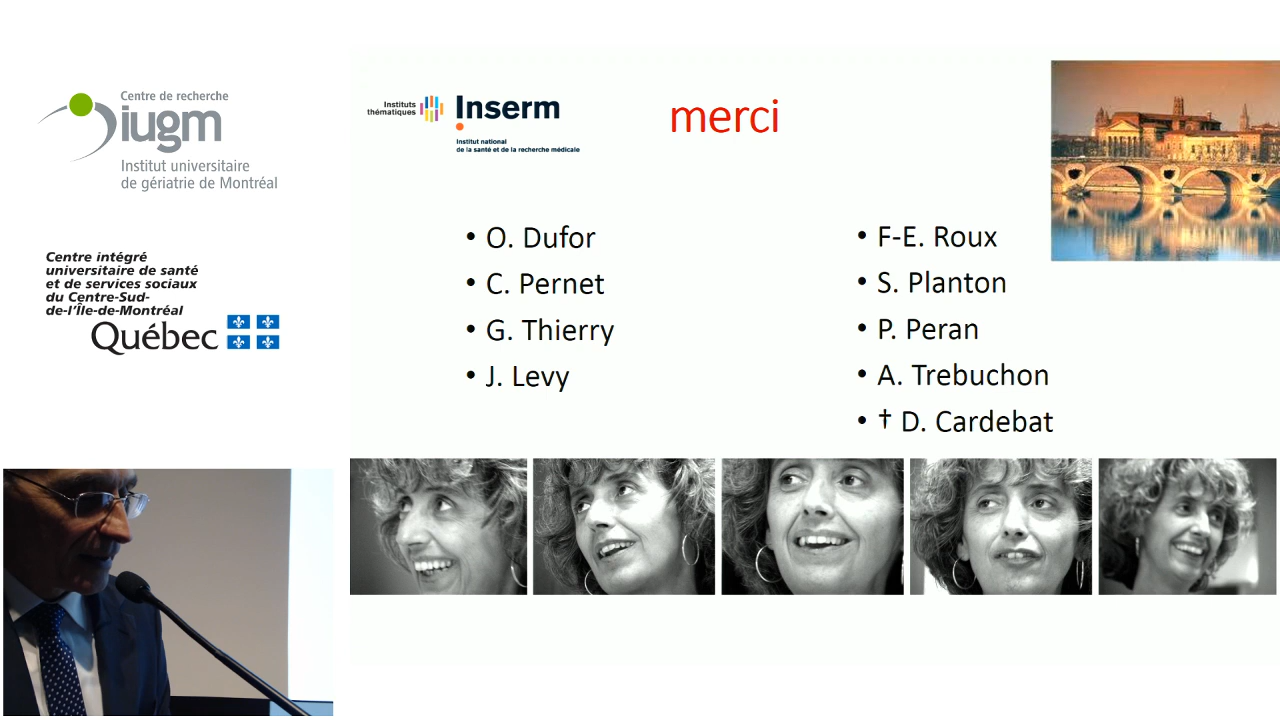 Centre de recherche
iugm
Institut universitaire
de gériatrie de Montréal
Centre intégré
universitaire de santé
et de services sociaux
du Centre-Sud-
de-l'Île-de-Montréal
Québec
Instituts
thématiques
Inserm
Institut national
de la santé et de la recherche médicale
merci
• O. Dufor
• C. Pernet
• G. Thierry
• J. Levy
• F-E. Roux
• S. Planton
• P. Peran
• A. Trebuchon
• † D. Cardebat